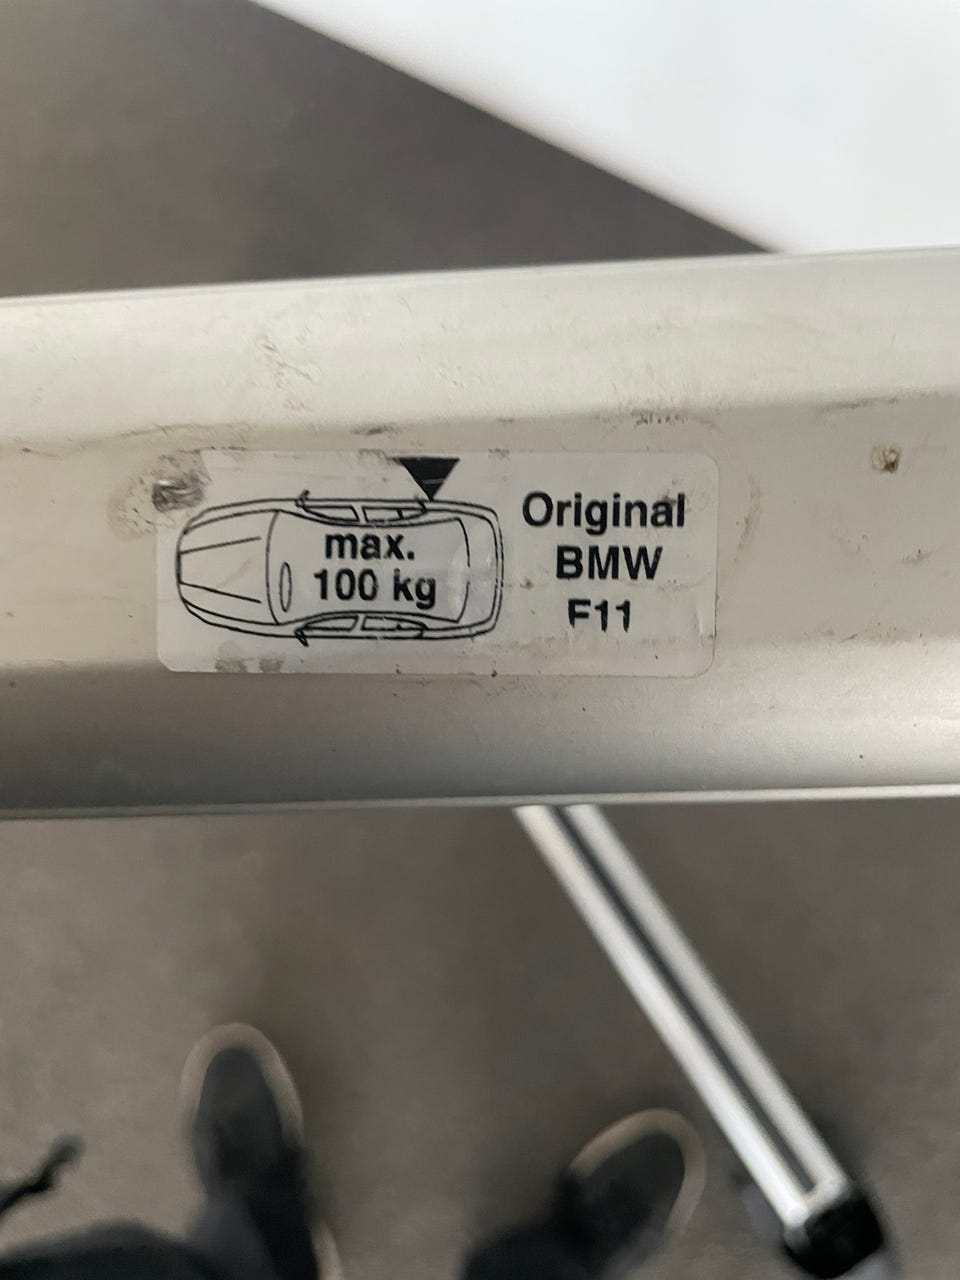 max.
100 kg
Original
BMW
F11